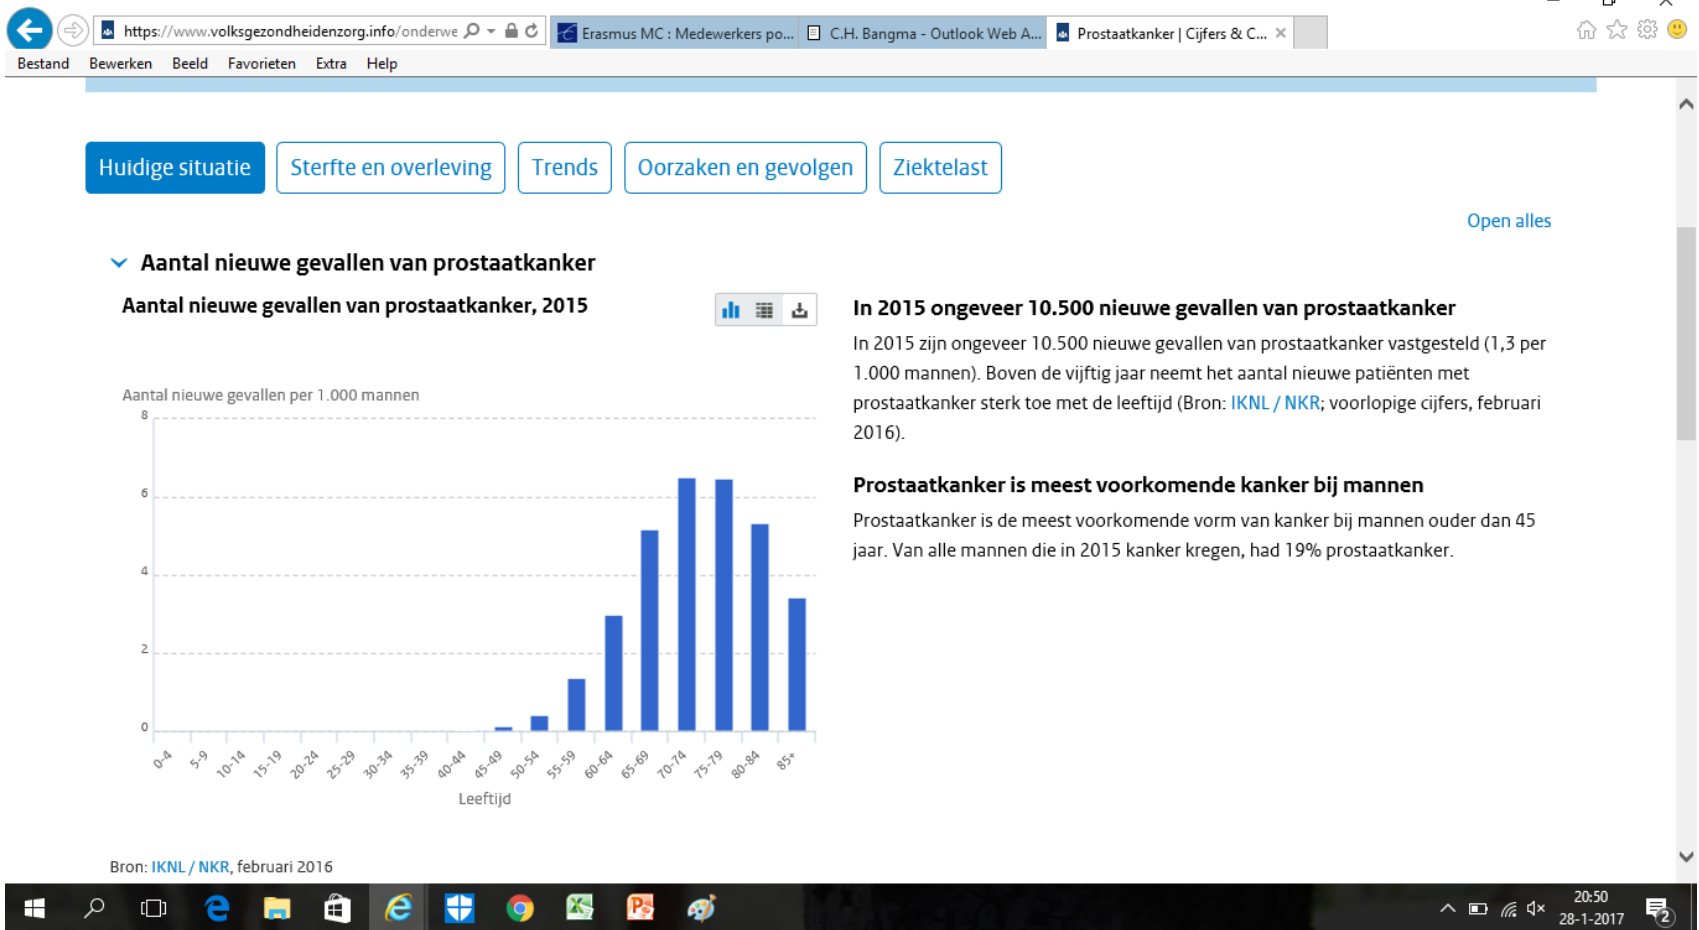 https://www.volksgezondheidenzorg.info/onderwe
Erasmus MC : Medewerkers po...
C.H. Bangma - Outlook Web A...
Prostaatkanker | Cijfers & C...
Bestand Bewerken Beeld Favorieten Extra Help
Huidige situatie
Sterfte en overleving
Trends
Oorzaken en gevolgen
Ziektelast
Open alles
Aantal nieuwe gevallen van prostaatkanker
Aantal nieuwe gevallen van prostaatkanker, 2015
Aantal nieuwe gevallen per 1.000 mannen
8
6
4
2
0
0-4 5-9 10-14 15-19 20-24 25-29 30-34 35-39 40-44 45-49 50-54 55-59 60-64 65-69 70-74 75-79 80-84 85+
Leeftijd
Bron: IKNL / NKR, februari 2016
In 2015 ongeveer 10.500 nieuwe gevallen van prostaatkanker
In 2015 zijn ongeveer 10.500 nieuwe gevallen van prostaatkanker vastgesteld (1,3 per
1.000 mannen). Boven de vijftig jaar neemt het aantal nieuwe patiënten met
prostaatkanker sterk toe met de leeftijd (Bron: IKNL / NKR; voorlopige cijfers, februari
2016).
Prostaatkanker is meest voorkomende kanker bij mannen
Prostaatkanker is de meest voorkomende vorm van kanker bij mannen ouder dan 45
jaar. Van alle mannen die in 2015 kanker kregen, had 19% prostaatkanker.
20:50
28-1-2017
2